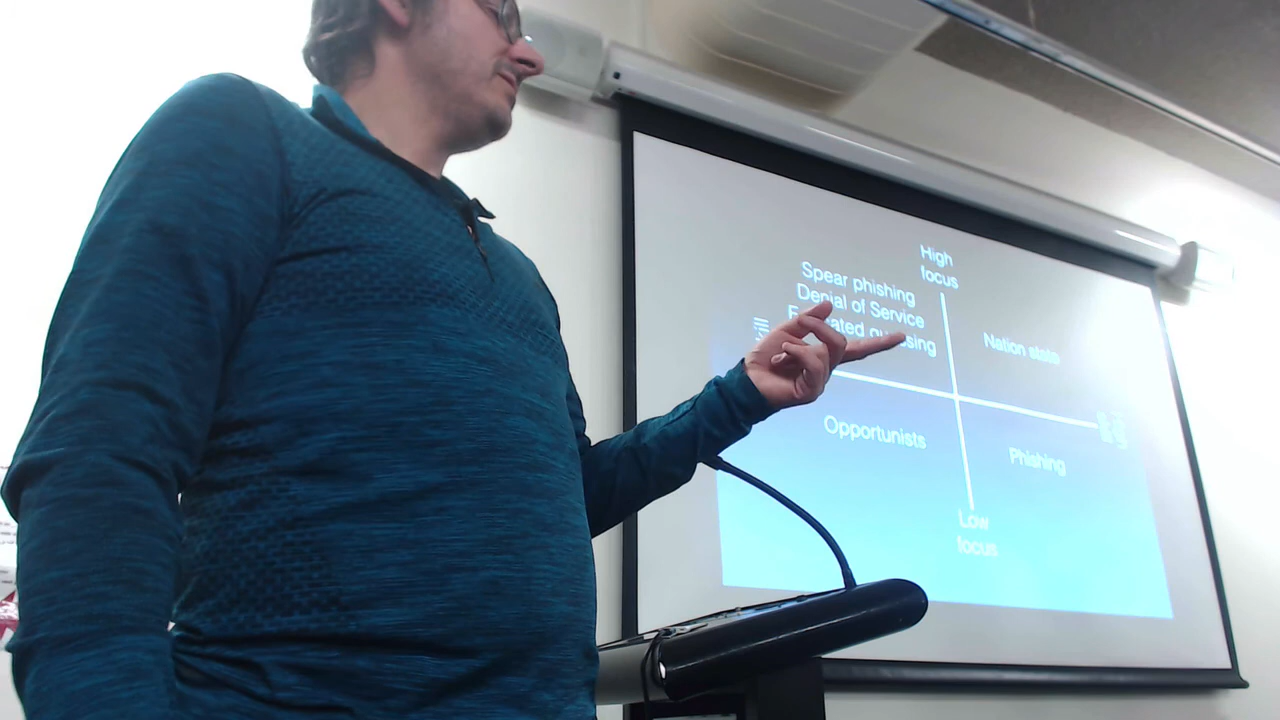 High
focus
Spear phishing
Denial of Service
Nation state
Opportunists
Phishing
Low
focus